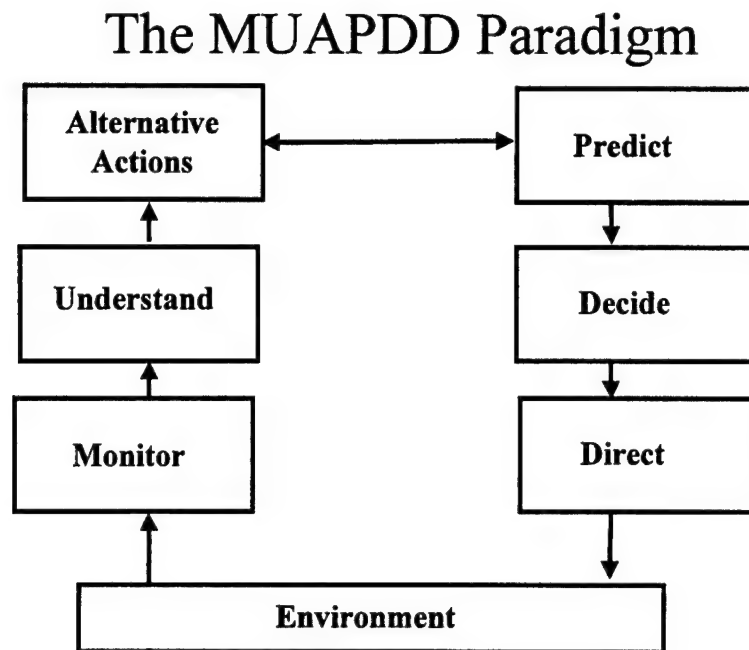 The MUAPDD Paradigm
Alternative
Actions
Predict
Understand
Decide
Monitor
Direct
Environment